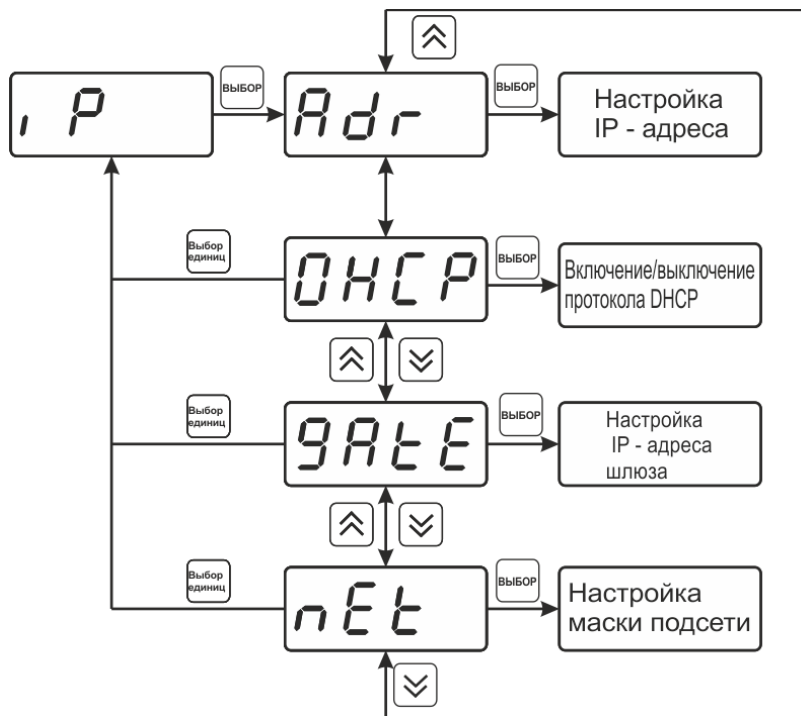 ıP
ВЫБОР
Adr
ВЫБОР
Настройка
IP - адреса
Выбор
единиц
DHCP
ВЫБОР
Включение/выключение
протокола DHCP
Выбор
единиц
gAtE
ВЫБОР
Настройка
IP - адреса
шлюза
Выбор
единиц
nEt
ВЫБОР
Настройка
маски подсети